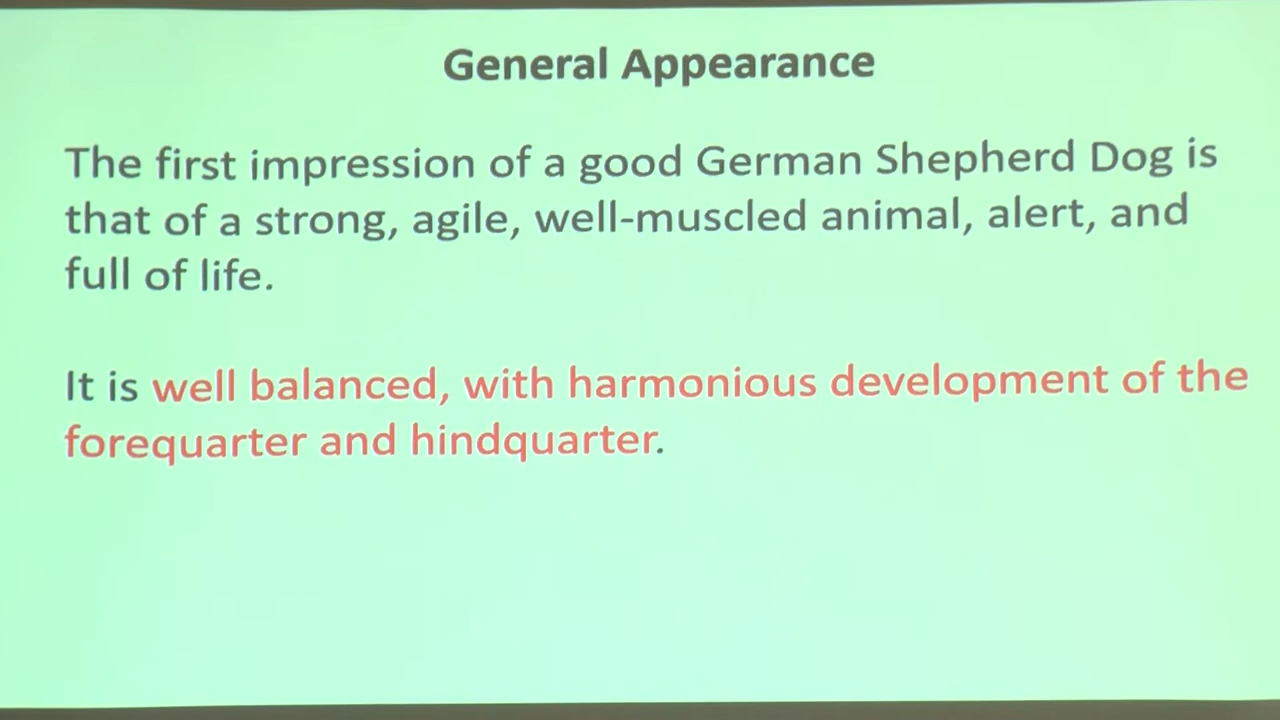 General Appearance
The first impression of a good German Shepherd Dog is
that of a strong, agile, well-muscled animal, alert, and
full of life.
It is well balanced, with harmonious development of the
forequarter and hindquarter.